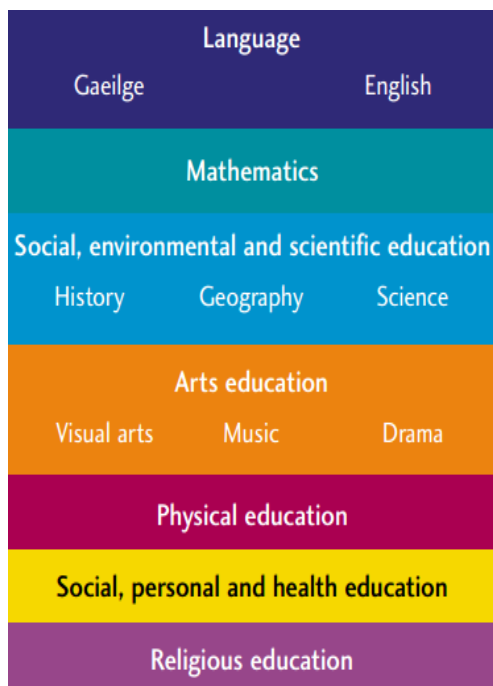 Language
Gaeilge English
Mathematics
Social, environmental and scientific education
History Geography Science
Arts education
Visual arts Music Drama
Physical education
Social, personal and health education
Religious education